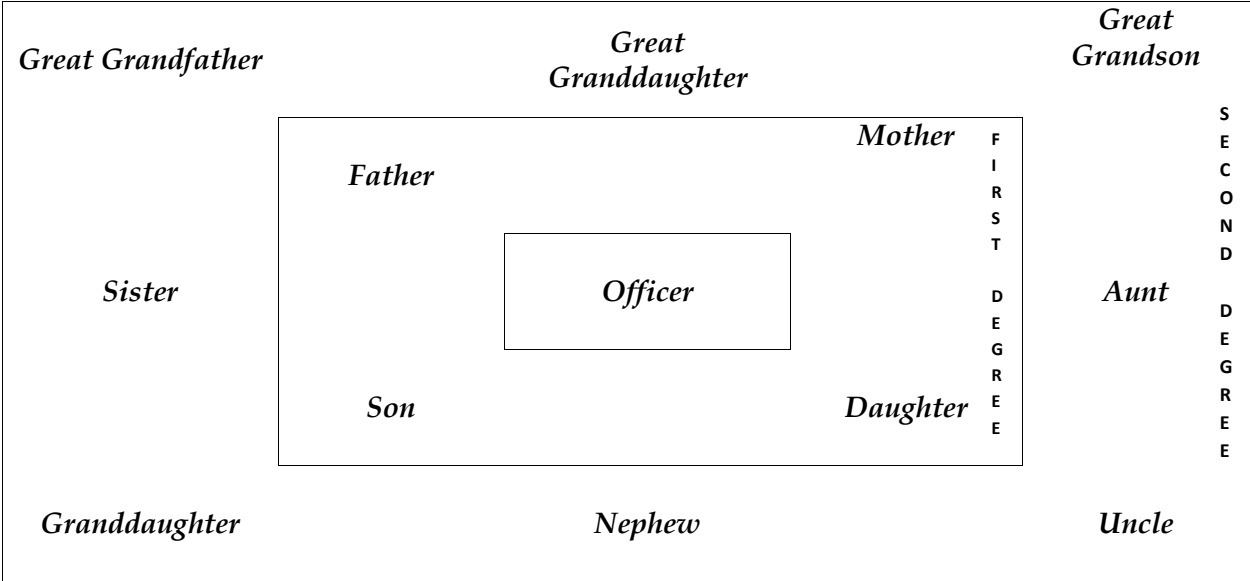 Great Grandfather
Great
Granddaughter
Great
Grandson
Mother
Father
Sister
Officer
Aunt
Son
Daughter
FIRST DEGREE
SECOND DEGREE
Granddaughter
Nephew
Uncle